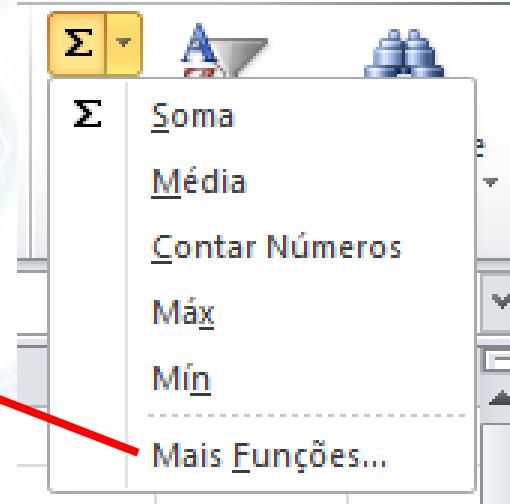 Σ
Σ Soma
Média
Contar Números
Máx
Mín
Mais Funções...